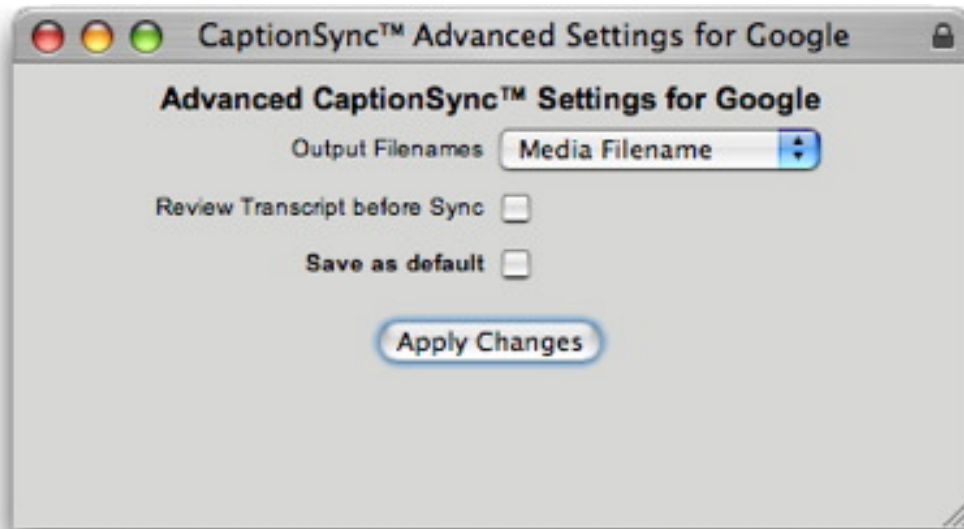 CaptionSync™ Advanced Settings for Google
Advanced CaptionSync™ Settings for Google
Output Filenames Media Filename
Review Transcript before Sync
Save as default
Apply Changes